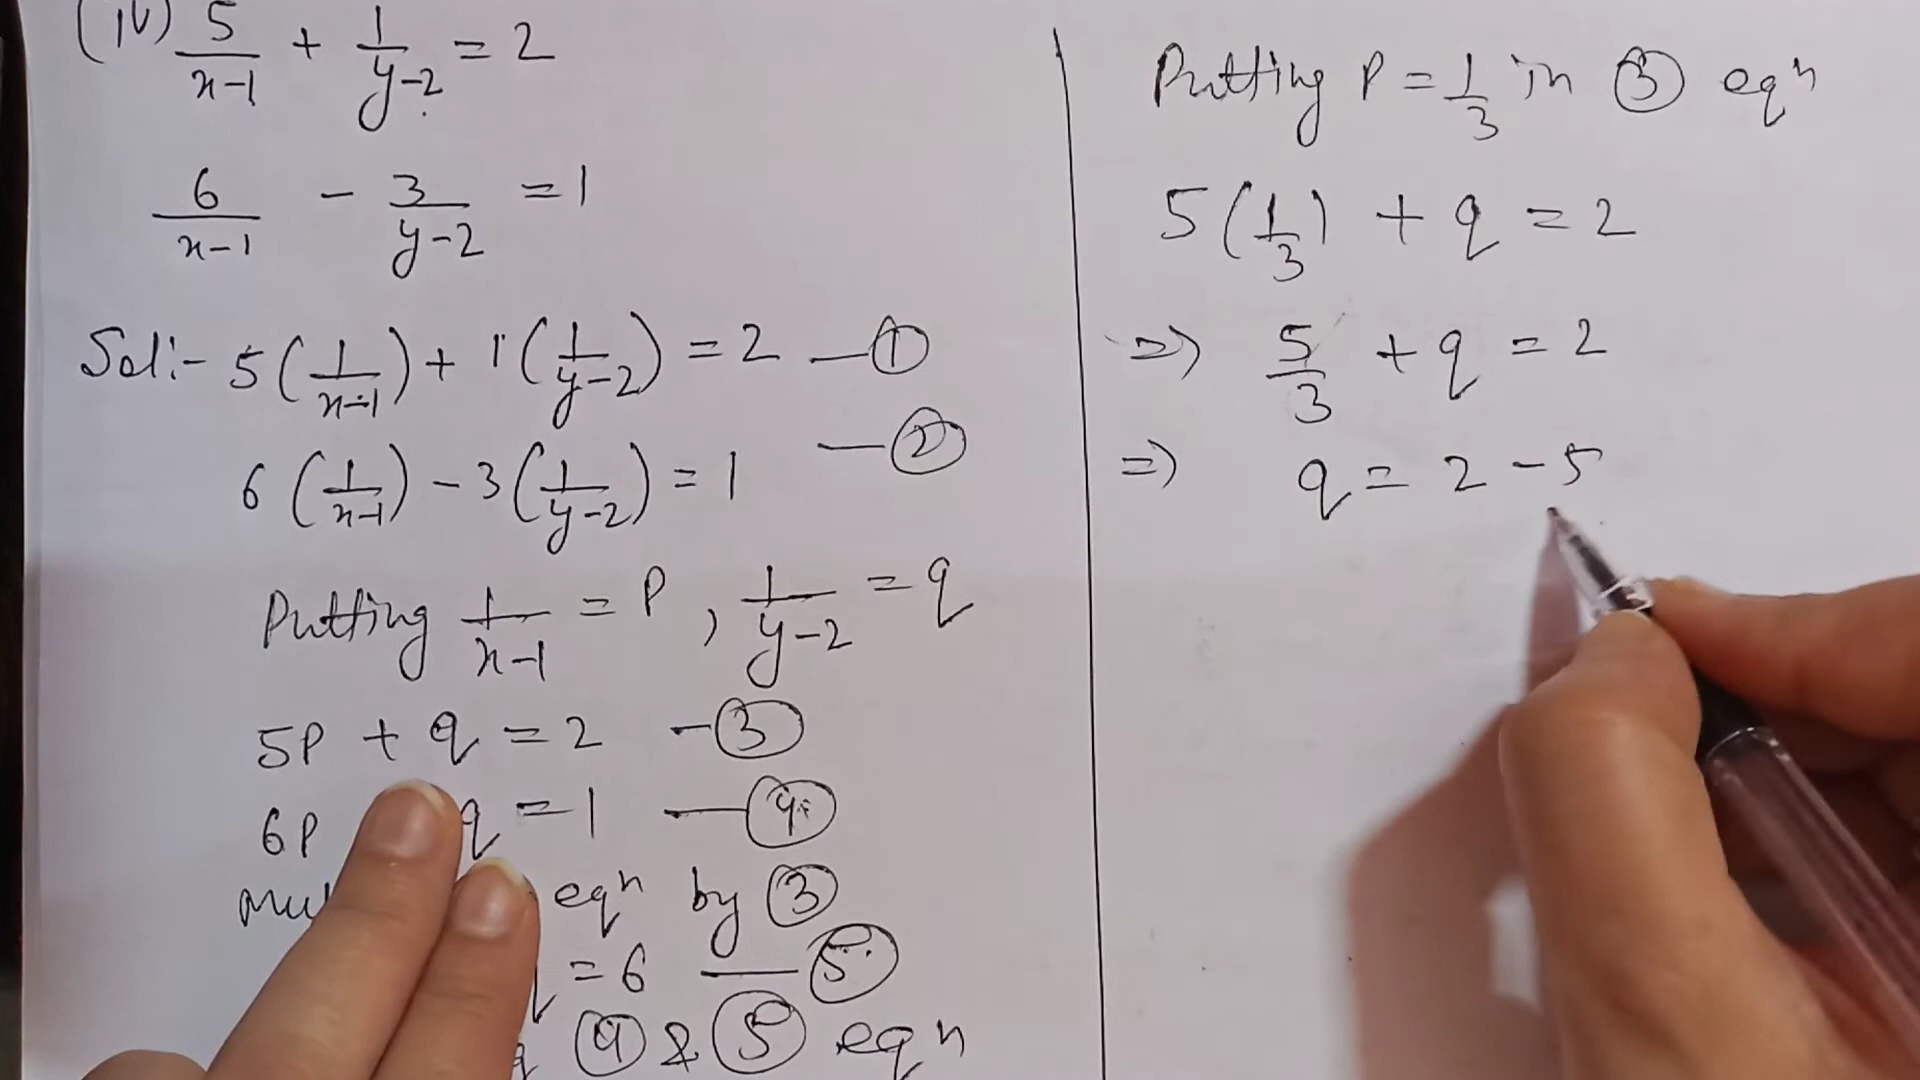 (iv) 5/(x-1) + 1/(y-2) = 2
6/(x-1) - 3/(y-2) = 1
Sol:- 5(1/(x-1)) + 1(1/(y-2)) = 2 — ①
6(1/(x-1)) - 3(1/(y-2)) = 1 — ②
Putting 1/(x-1) = P, 1/(y-2) = q
5P + q = 2 — ③
6P q = 1 — ④
eqn by ③
= 6 — ⑤
④ & ⑤ eqn
Putting P = 1/3 in ③ eqn
5(1/3) + q = 2
=> 5/3 + q = 2
=> q = 2 - 5